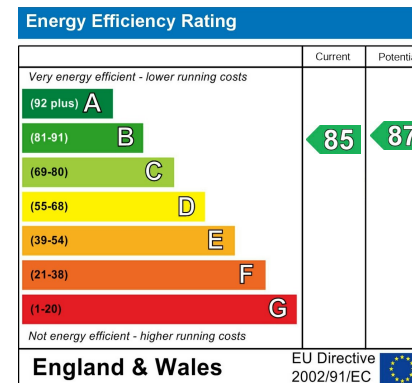 Energy Efficiency Rating
Current Potentia
Very energy efficient - lower running costs
(92 plus) A
(81-91) B
85 87
(69-80) C
(55-68) D
(39-54) E
(21-38) F
(1-20) G
Not energy efficient - higher running costs
England & Wales
EU Directive
2002/91/EC